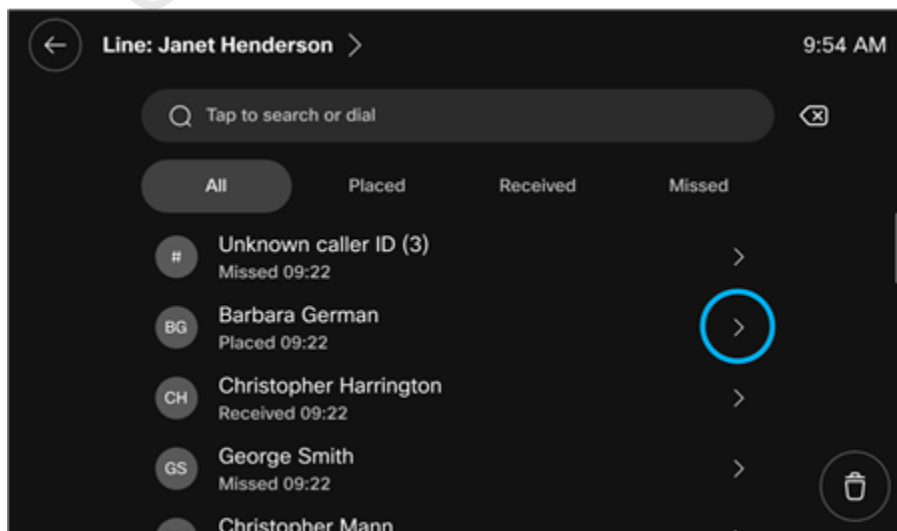 Line: Janet Henderson
9:54 AM
Tap to search or dial
All Placed Received Missed
#
Unknown caller ID (3)
Missed 09:22
BG
Barbara German
Placed 09:22
CH
Christopher Harrington
Received 09:22
GS
George Smith
Missed 09:22
Christopher Mann